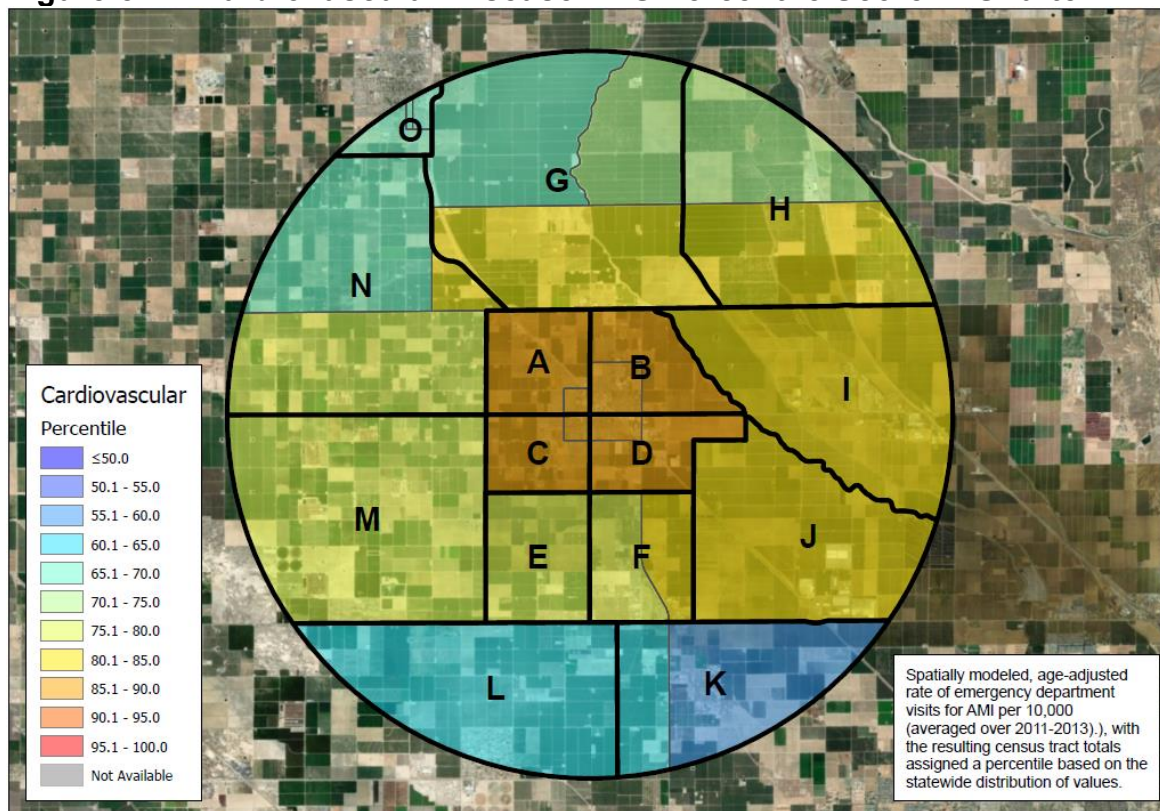 O
G
H
N
A
B
I
C
D
M
E
F
J
L
K
Cardiovascular
Percentile
≤50.0
50.1 - 55.0
55.1 - 60.0
60.1 - 65.0
65.1 - 70.0
70.1 - 75.0
75.1 - 80.0
80.1 - 85.0
85.1 - 90.0
90.1 - 95.0
95.1 - 100.0
Not Available
Spatially modeled, age-adjusted
rate of emergency department
visits for AMI per 10,000
(averaged over 2011-2013).), with
the resulting census tract totals
assigned a percentile based on the
statewide distribution of values.